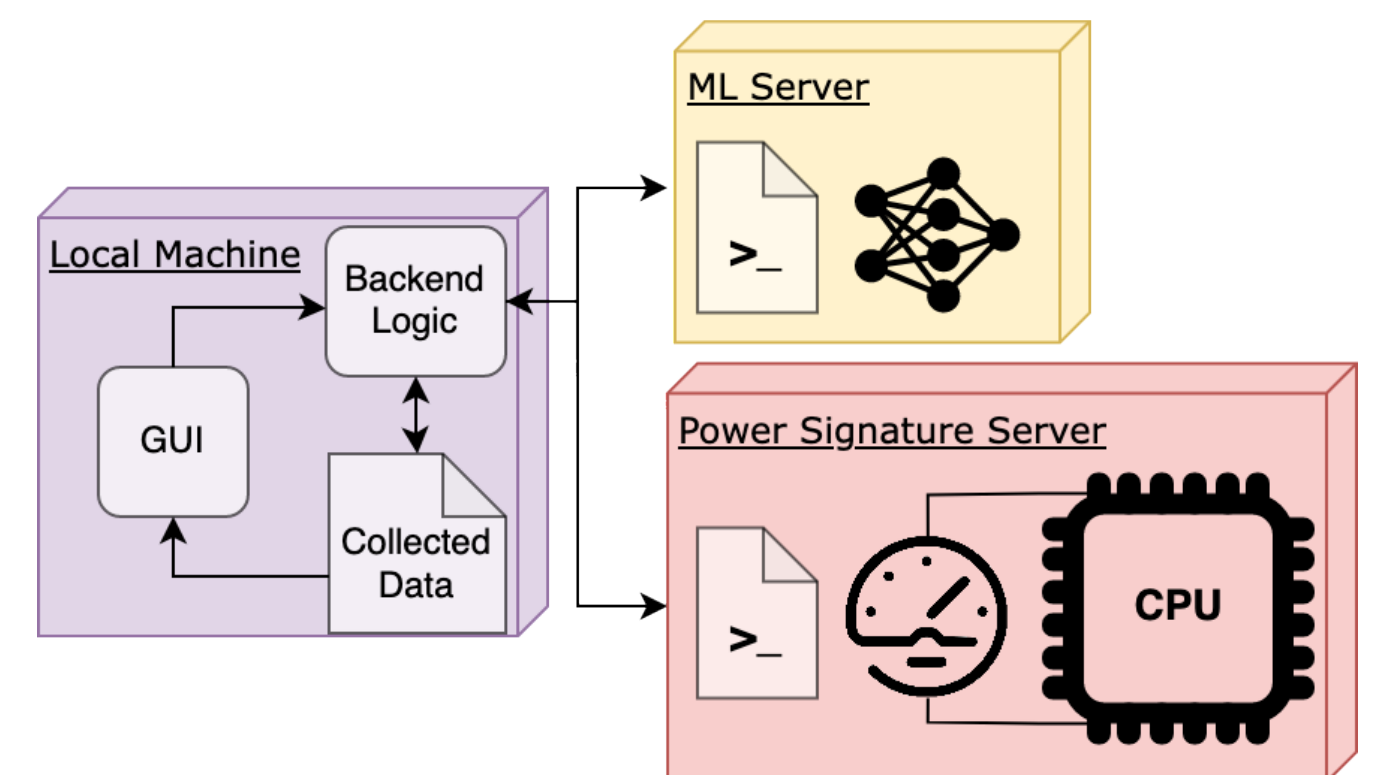 ML Server
>_
Local Machine
Backend
Logic
GUI
Collected
Data
Power Signature Server
>_
CPU